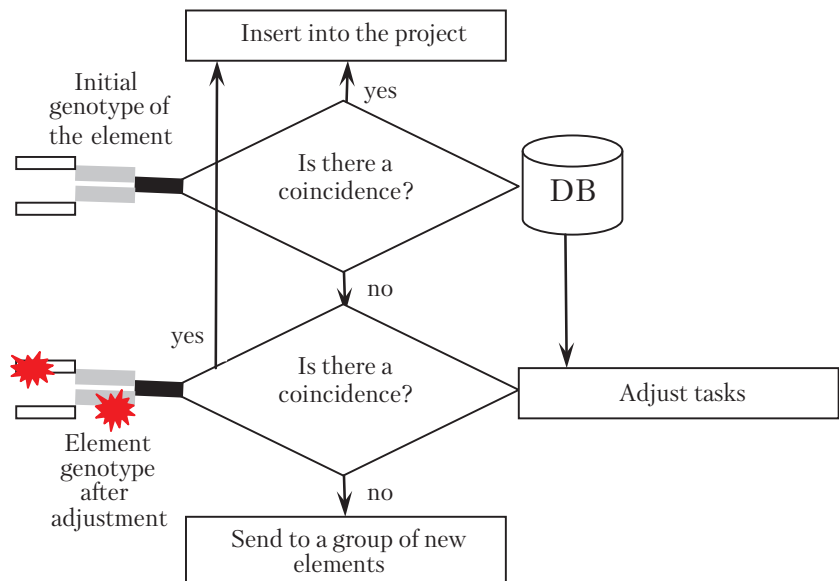 Insert into the project
Initial
genotype of
the element
yes
Is there a
coincidence?
DB
no
yes
Is there a
coincidence?
Adjust tasks
Element
genotype
after
adjustment
no
Send to a group of new
elements